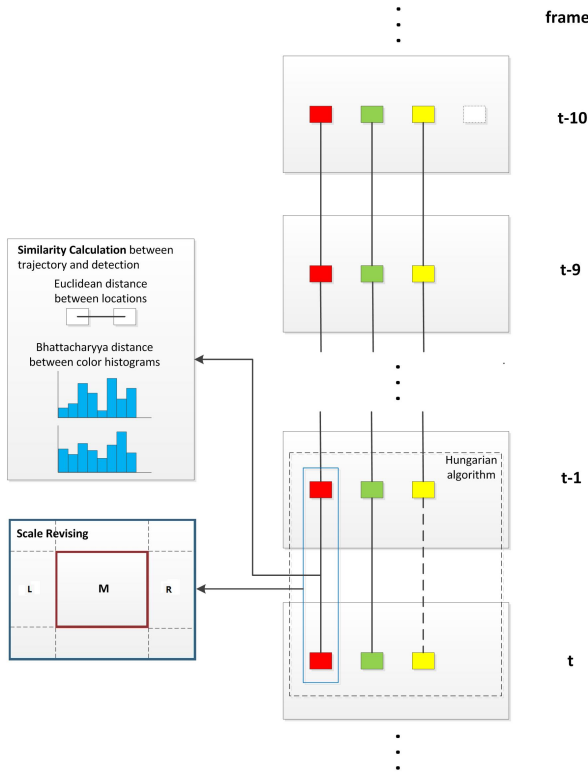 frame
t-10
t-9
Similarity Calculation between
trajectory and detection
Euclidean distance
between locations
Bhattacharyya distance
between color histograms
Hungarian
algorithm
t-1
Scale Revising
L
M
R
t